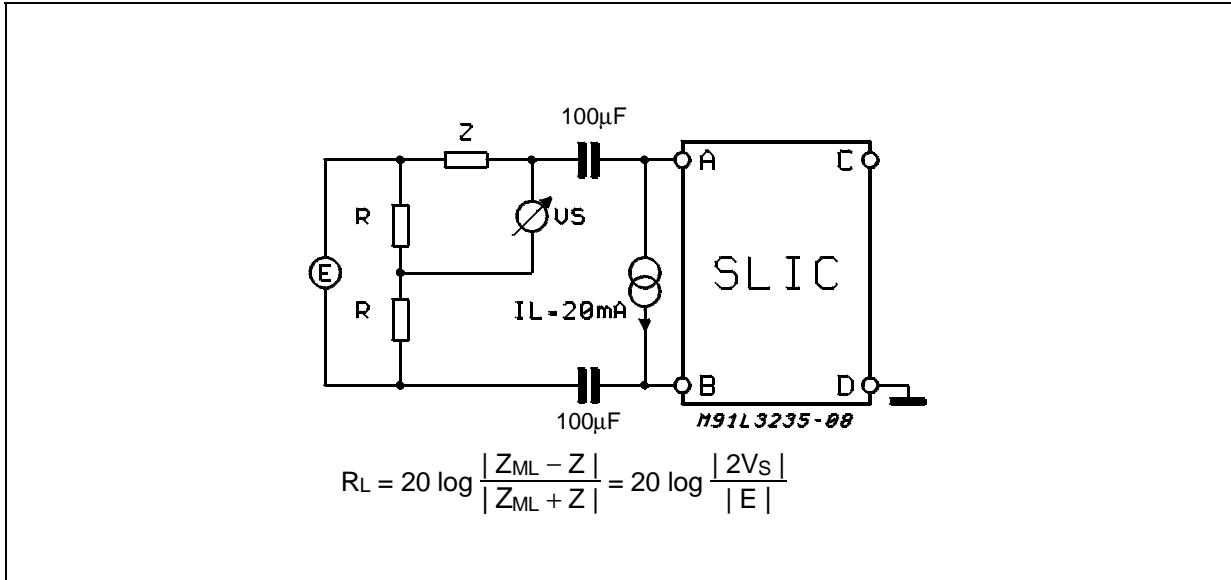 100μF
Z
A
C
R
VS
E
SLIC
R
IL=20mA
B
D
100μF
M91L3235-08
RL = 20 log | ZML − Z | / | ZML + Z | = 20 log | 2VS | / | E |